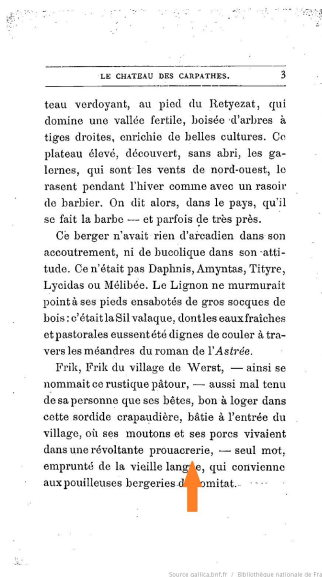 LE CHATEAU DES CARPATHES. 3
teau verdoyant, au pied du Retyezat, qui
domine une vallée fertile, boisée d'arbres à
tiges droites, enrichie de belles cultures. Ce
plateau élevé, découvert, sans abri, les ga-
lernes, qui sont les vents de nord-ouest, le
rasent pendant l'hiver comme avec un rasoir
de barbier. On dit alors, dans le pays, qu'il
se fait la barbe — et parfois de très près.
Ce berger n'avait rien d'arcadien dans son
accoutrement, ni de bucolique dans son atti-
tude. Ce n'était pas Daphnis, Amyntas, Tityre,
Lycidas ou Mélibée. Le Lignon ne murmurait
point à ses pieds ensabotés de gros socques de
bois : c'était la Sil valaque, dont les eaux fraîches
et pastorales eussent été dignes de couler à tra-
vers les méandres du roman de l'Astrée.
Frik, Frik du village de Werst, — ainsi se
nommait ce rustique pâtour, — aussi mal tenu
de sa personne que ses bêtes, bon à loger dans
cette sordide crapaudière, bâtie à l'entrée du
village, où ses moutons et ses porcs vivaient
dans une révoltante prouacrerie, — seul mot,
emprunté de la vieille langue, qui convienne
aux pouilleuses bergeries du comitat.
Source gallica.bnf.fr / Bibliothèque nationale de Fra